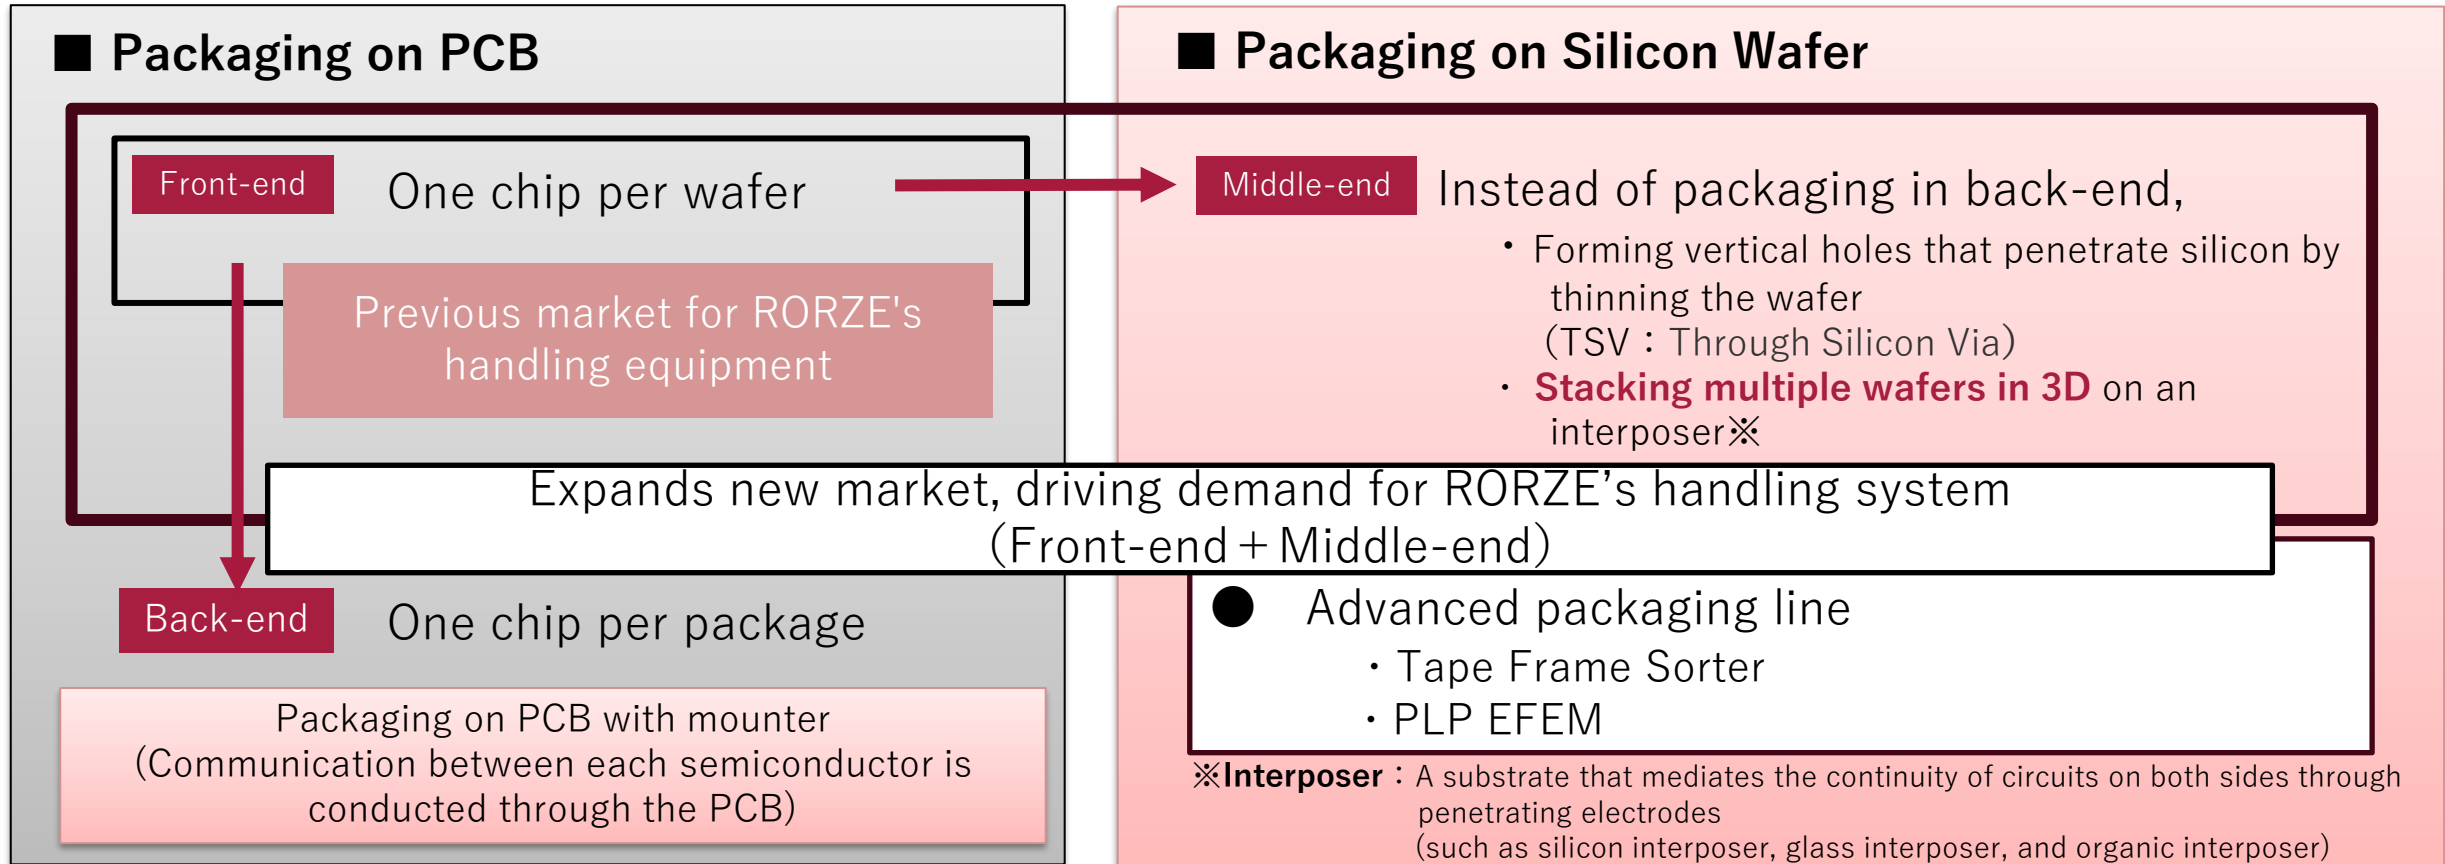 ■ Packaging on PCB
Front-end
One chip per wafer
Previous market for RORZE's
handling equipment
Back-end
One chip per package
Packaging on PCB with mounter
(Communication between each semiconductor is
conducted through the PCB)
■ Packaging on Silicon Wafer
Middle-end
Instead of packaging in back-end,
・Forming vertical holes that penetrate silicon by
thinning the wafer
(TSV：Through Silicon Via)
・Stacking multiple wafers in 3D on an
interposer※
Expands new market, driving demand for RORZE’s handling system
(Front-end＋Middle-end)
● Advanced packaging line
・Tape Frame Sorter
・PLP EFEM
※Interposer：A substrate that mediates the continuity of circuits on both sides through
penetrating electrodes
(such as silicon interposer, glass interposer, and organic interposer)